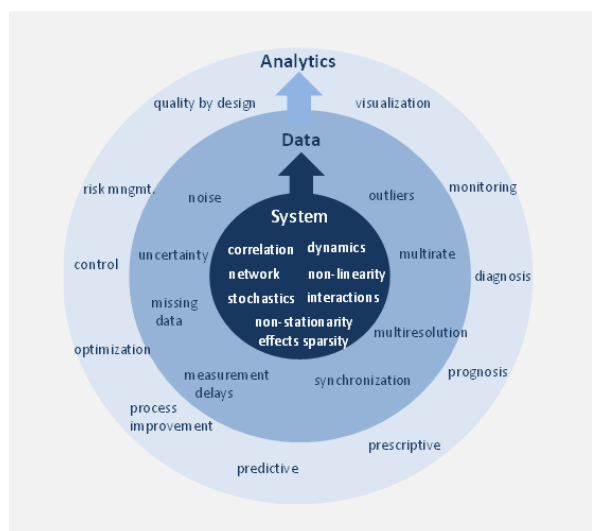 Analytics
quality by design
visualization
Data
risk mngmt.
noise
outliers
monitoring
System
correlation
dynamics
uncertainty
multirate
control
network
non-linearity
diagnosis
stochastics
interactions
missing
data
non-stationarity
effects sparsity
multiresolution
optimization
measurement
delays
synchronization
prognosis
process
improvement
prescriptive
predictive